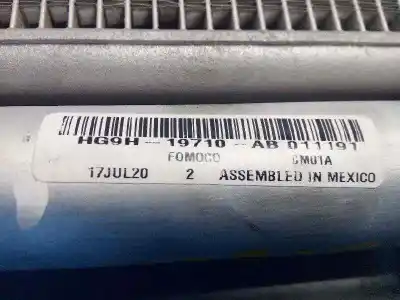 HG9H-19710-AB 011191
FOMOCO CM01A
17JUL20 2 ASSEMBLED IN MEXICO